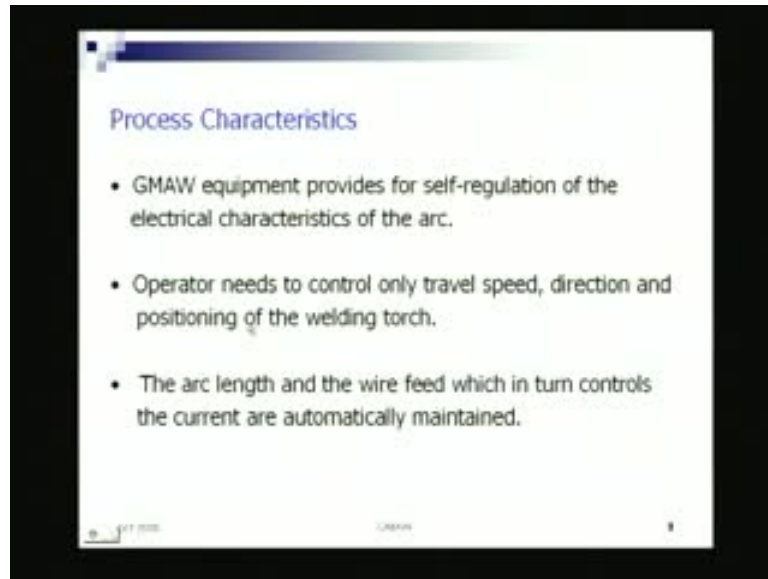 Process Characteristics
• GMAW equipment provides for self-regulation of the
electrical characteristics of the arc.
• Operator needs to control only travel speed, direction and
positioning of the welding torch.
• The arc length and the wire feed which in turn controls
the current are automatically maintained.